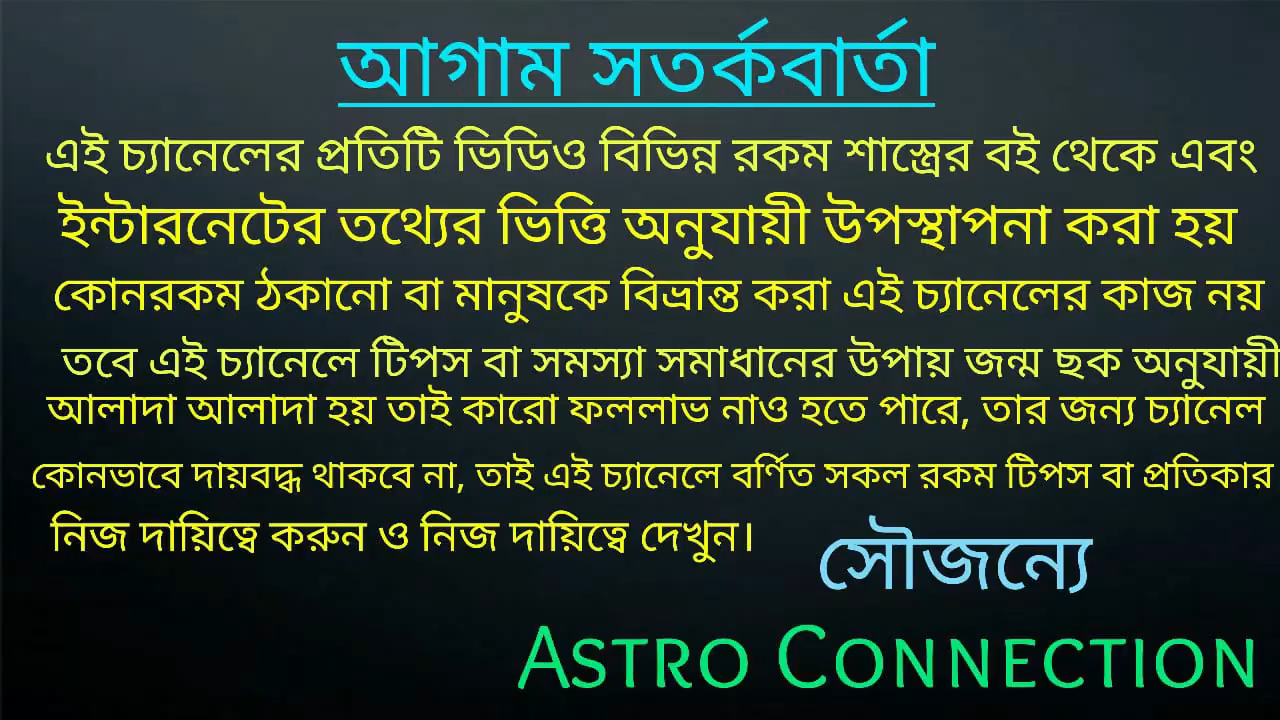 আগাম সতর্কবার্তা
এই চ্যানেলের প্রতিটি ভিডিও বিভিন্ন রকম শাস্ত্রের বই থেকে এবং
ইন্টারনেটের তথ্যের ভিত্তি অনুযায়ী উপস্থাপনা করা হয়
কোনরকম ঠকানো বা মানুষকে বিভ্রান্ত করা এই চ্যানেলের কাজ নয়
তবে এই চ্যানেলে টিপস বা সমস্যা সমাধানের উপায় জন্ম ছক অনুযায়ী
আলাদা আলাদা হয় তাই কারো ফললাভ নাও হতে পারে, তার জন্য চ্যানেল
কোনভাবে দায়বদ্ধ থাকবে না, তাই এই চ্যানেলে বর্ণিত সকল রকম টিপস বা প্রতিকার
নিজ দায়িত্বে করুন ও নিজ দায়িত্বে দেখুন।
সৌজন্যে
ASTRO CONNECTION